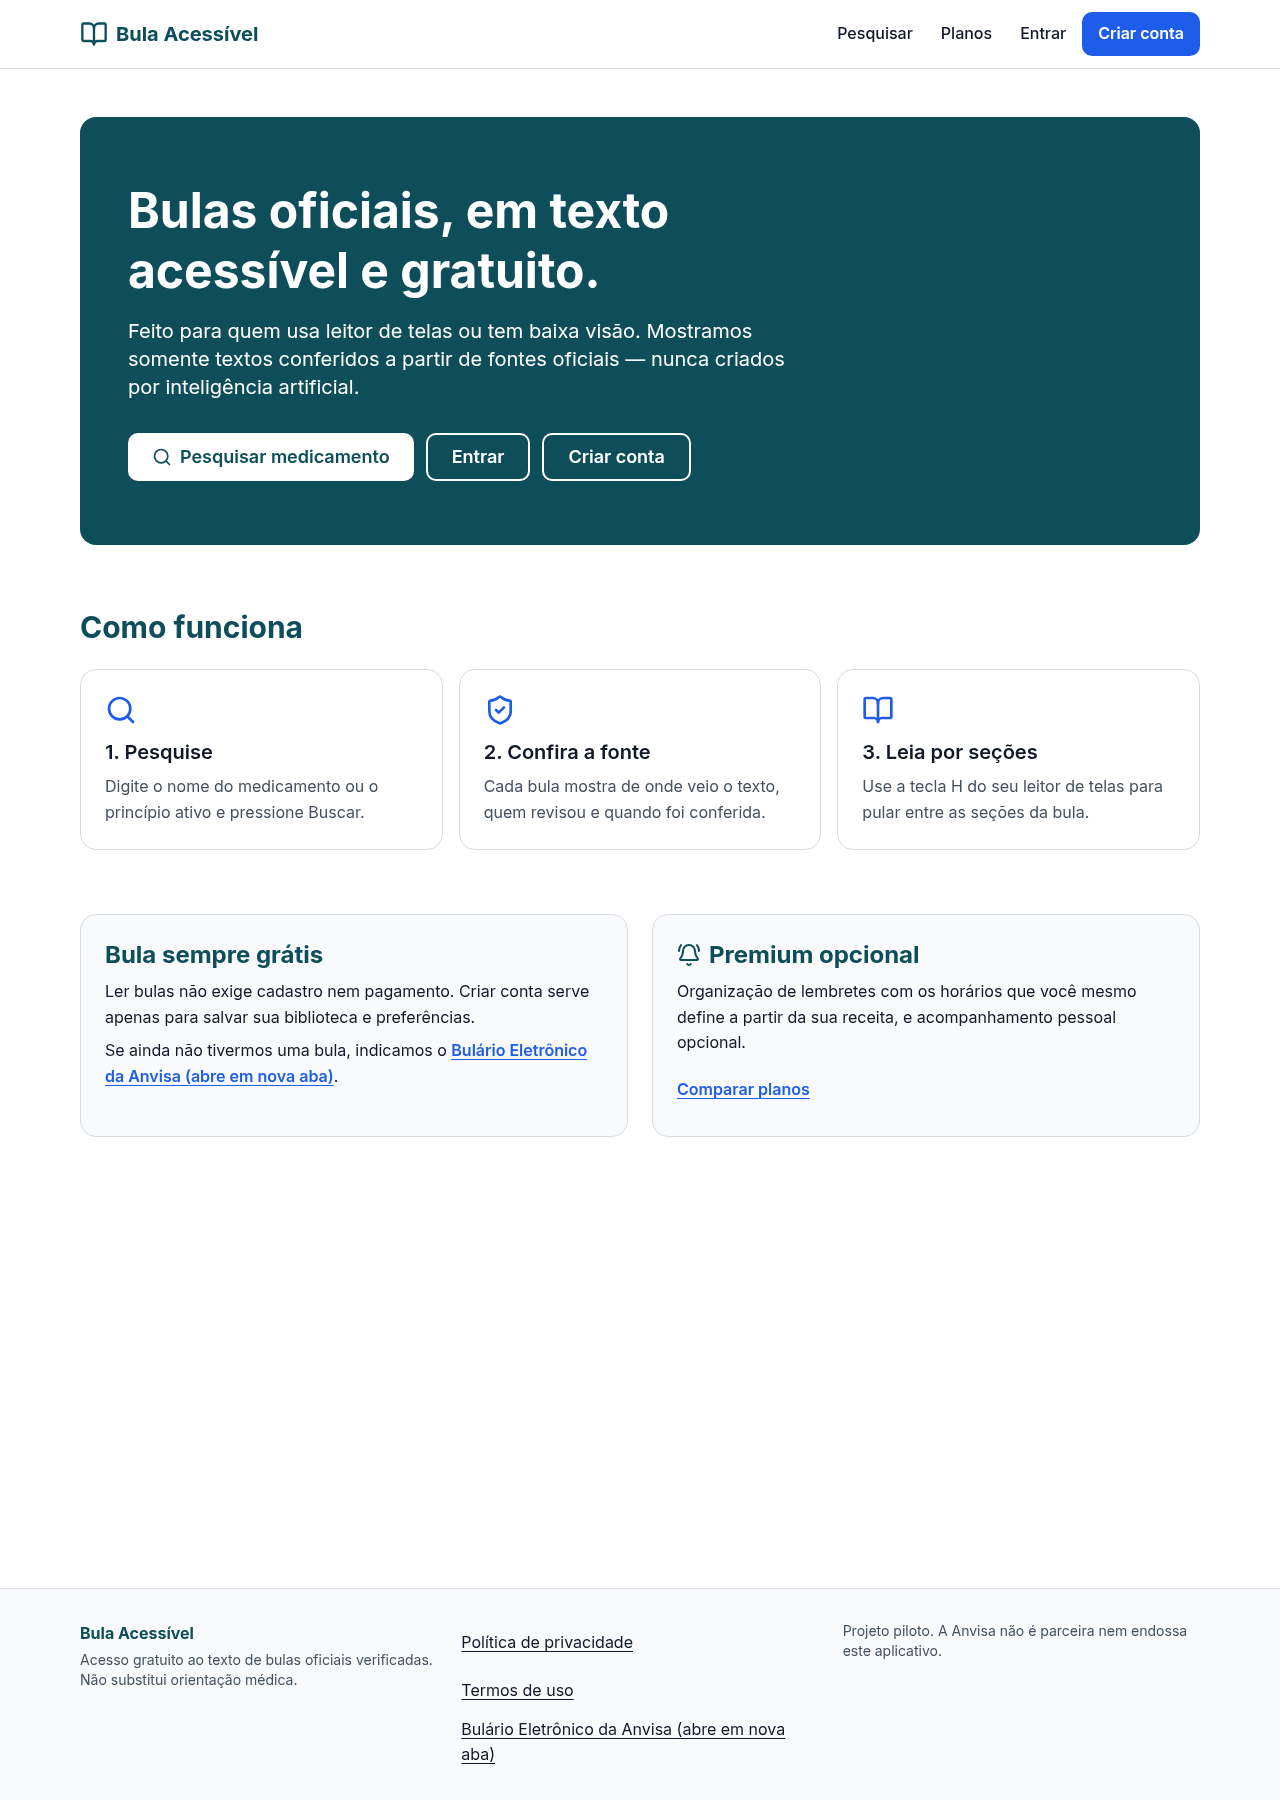 Bula Acessível
Pesquisar
Planos
Entrar
Criar conta
Bulas oficiais, em texto
acessível e gratuito.
Feito para quem usa leitor de telas ou tem baixa visão. Mostramos
somente textos conferidos a partir de fontes oficiais — nunca criados
por inteligência artificial.
Pesquisar medicamento
Entrar
Criar conta
Como funciona
1. Pesquise
Digite o nome do medicamento ou o
princípio ativo e pressione Buscar.
2. Confira a fonte
Cada bula mostra de onde veio o texto,
quem revisou e quando foi conferida.
3. Leia por seções
Use a tecla H do seu leitor de telas para
pular entre as seções da bula.
Bula sempre grátis
Ler bulas não exige cadastro nem pagamento. Criar conta serve
apenas para salvar sua biblioteca e preferências.
Se ainda não tivermos uma bula, indicamos o Bulário Eletrônico
da Anvisa (abre em nova aba).
Premium opcional
Organização de lembretes com os horários que você mesmo
define a partir da sua receita, e acompanhamento pessoal
opcional.
Comparar planos
Bula Acessível
Acesso gratuito ao texto de bulas oficiais verificadas.
Não substitui orientação médica.
Política de privacidade
Termos de uso
Bulário Eletrônico da Anvisa (abre em nova
aba)
Projeto piloto. A Anvisa não é parceira nem endossa
este aplicativo.